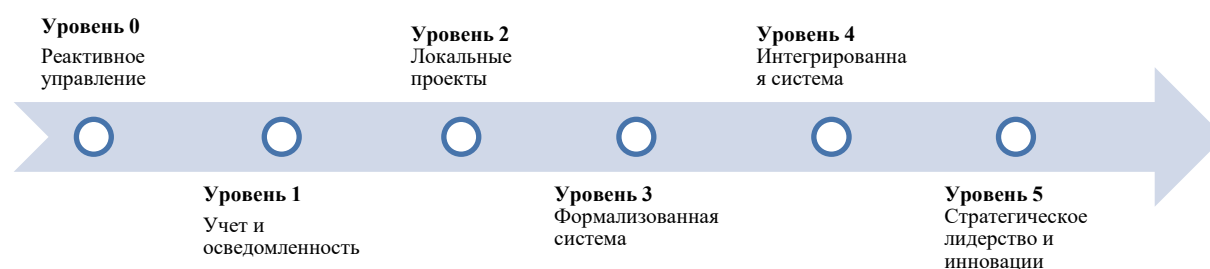 Уровень 0
Реактивное
управление
Уровень 1
Учет и
осведомленность
Уровень 2
Локальные
проекты
Уровень 3
Формализованная
система
Уровень 4
Интегрированна
я система
Уровень 5
Стратегическое
лидерство и
инновации